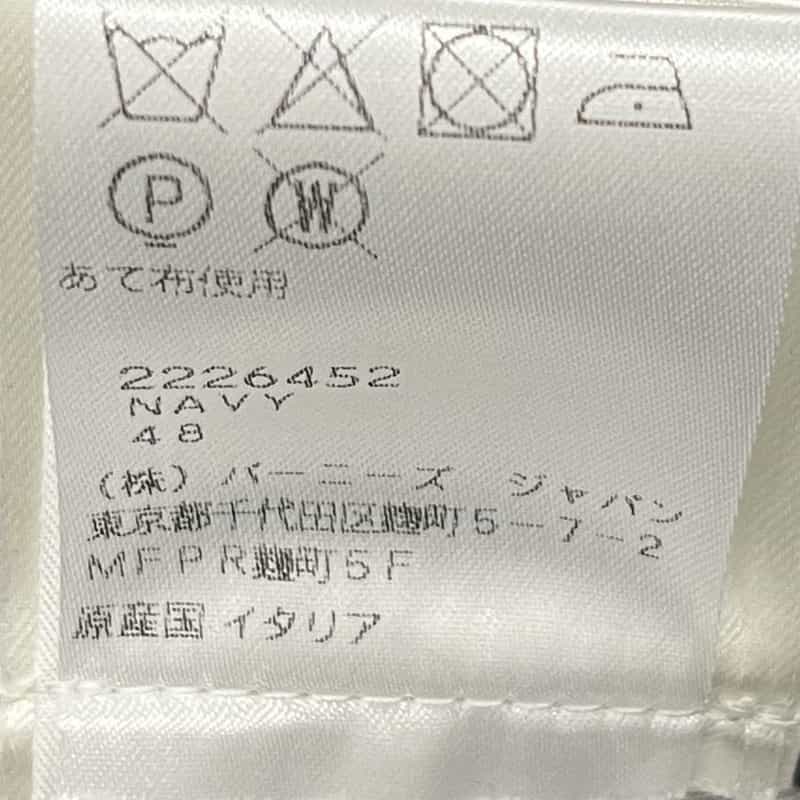 P W
あて布使用
2226452
NAVY
48
(株) バーニーズ ジャパン
東京都千代田区麹町5-7-2
MFPR麹町5F
原産国 イタリア